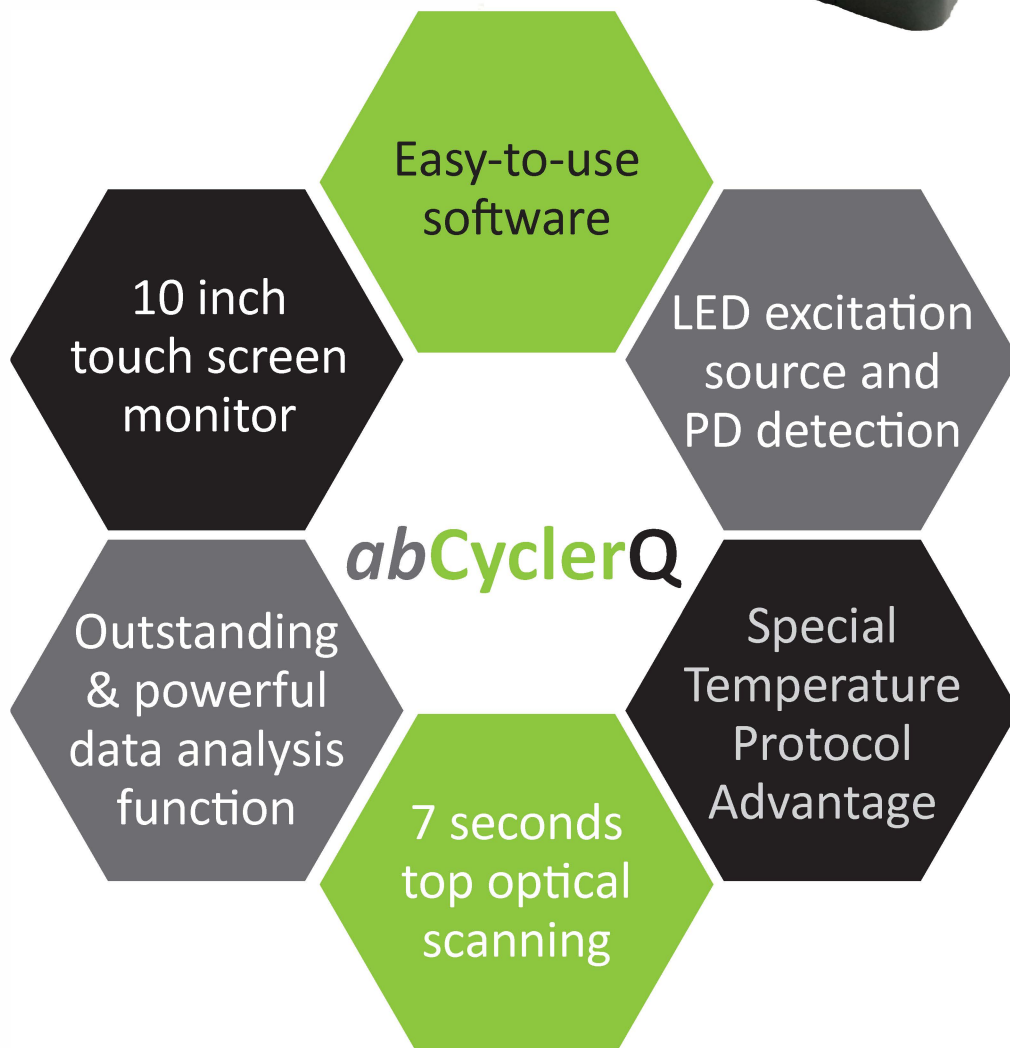 Easy-to-use
software
10 inch
touch screen
monitor
LED excitation
source and
PD detection
abCyclerQ
Outstanding
& powerful
data analysis
function
Special
Temperature
Protocol
Advantage
7 seconds
top optical
scanning